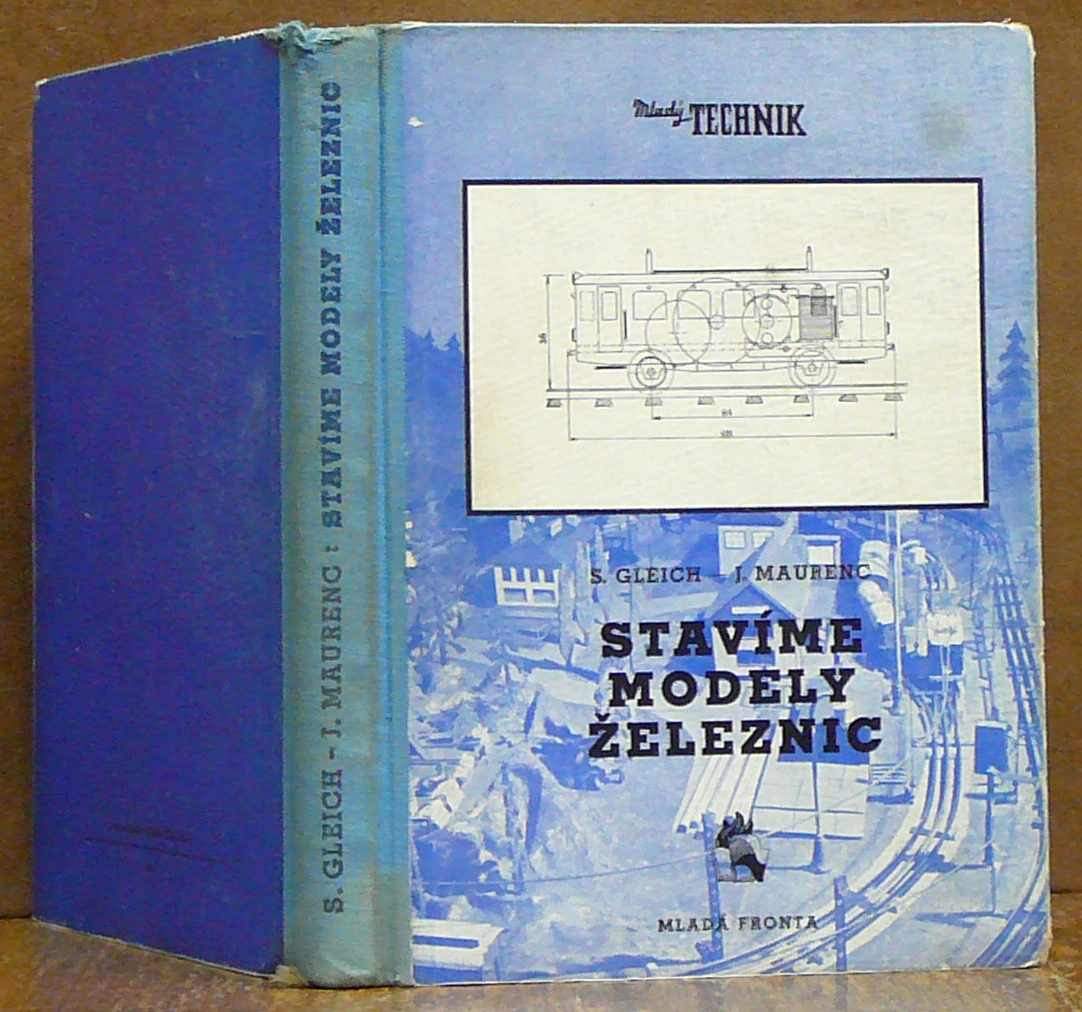 S. GLEICH - J. MAURENC : STAVÍME MODELY ŽELEZNIC
Mladý TECHNIK
S. GLEICH — J. MAURENC
STAVÍME
MODELY
ŽELEZNIC
MLADÁ FRONTA